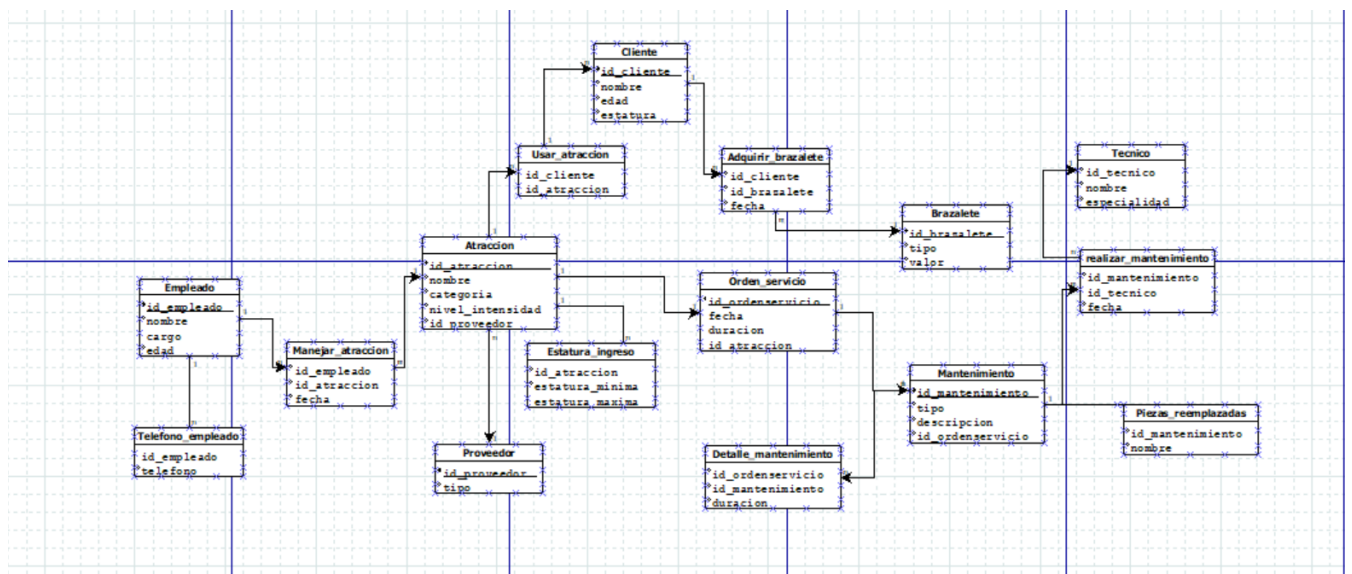 Cliente
id_cliente
nombre
edad
estatura
Usar_atraccion
id_cliente
id_atraccion
Adquirir_brazalete
id_cliente
id_brazalete
fecha
Tecnico
id_tecnico
nombre
especialidad
Brazalete
id_brazalete
tipo
valor
Atraccion
id_atraccion
nombre
categoria
nivel_intensidad
id_proveedor
realizar_mantenimiento
id_mantenimiento
id_tecnico
fecha
Empleado
id_empleado
nombre
cargo
edad
Orden_servicio
id_ordenservicio
fecha
duracion
id_atraccion
Manejar_atraccion
id_empleado
id_atraccion
fecha
Estatura_ingreso
id_atraccion
estatura_minima
estatura_maxima
Mantenimiento
id_mantenimiento
tipo
descripcion
id_ordenservicio
Piezas_reemplazadas
id_mantenimiento
nombre
Telefono_empleado
id_empleado
telefono
Proveedor
id_proveedor
tipo
Detalle_mantenimiento
id_ordenservicio
id_mantenimiento
duracion